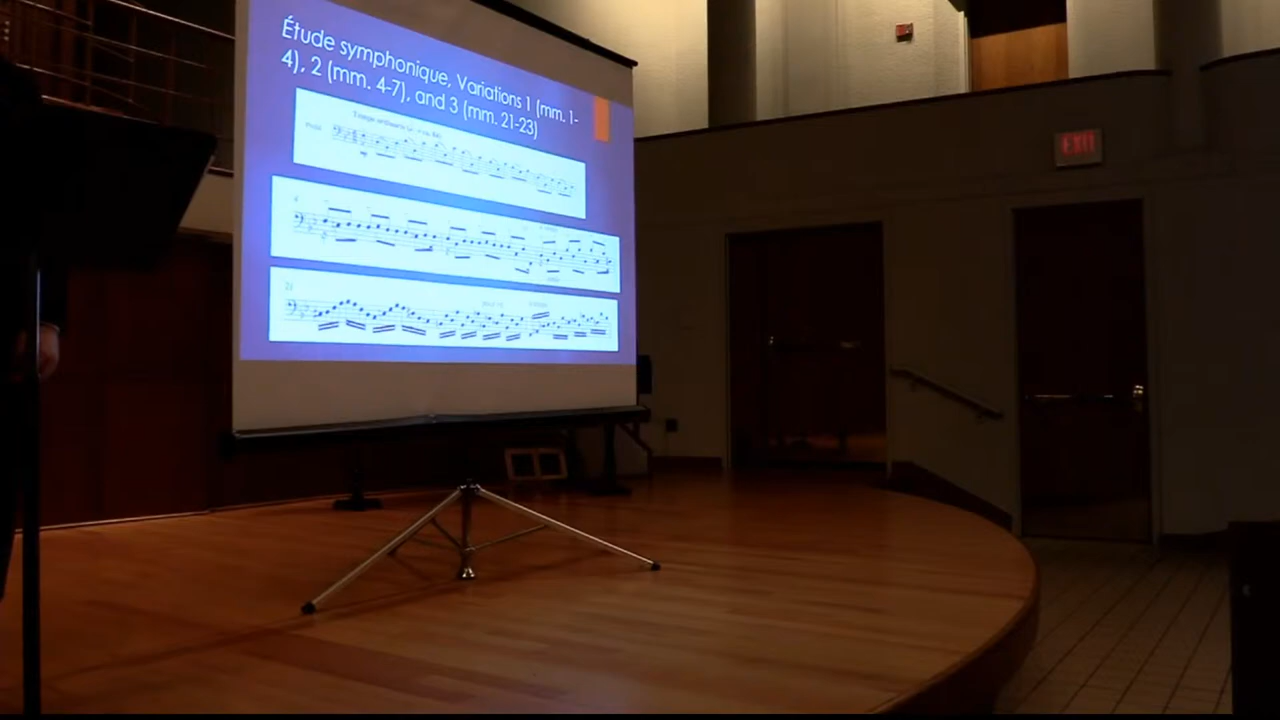 Étude symphonique, Variations 1 (mm. 1-
4), 2 (mm. 4-7), and 3 (mm. 21-23)
EXIT